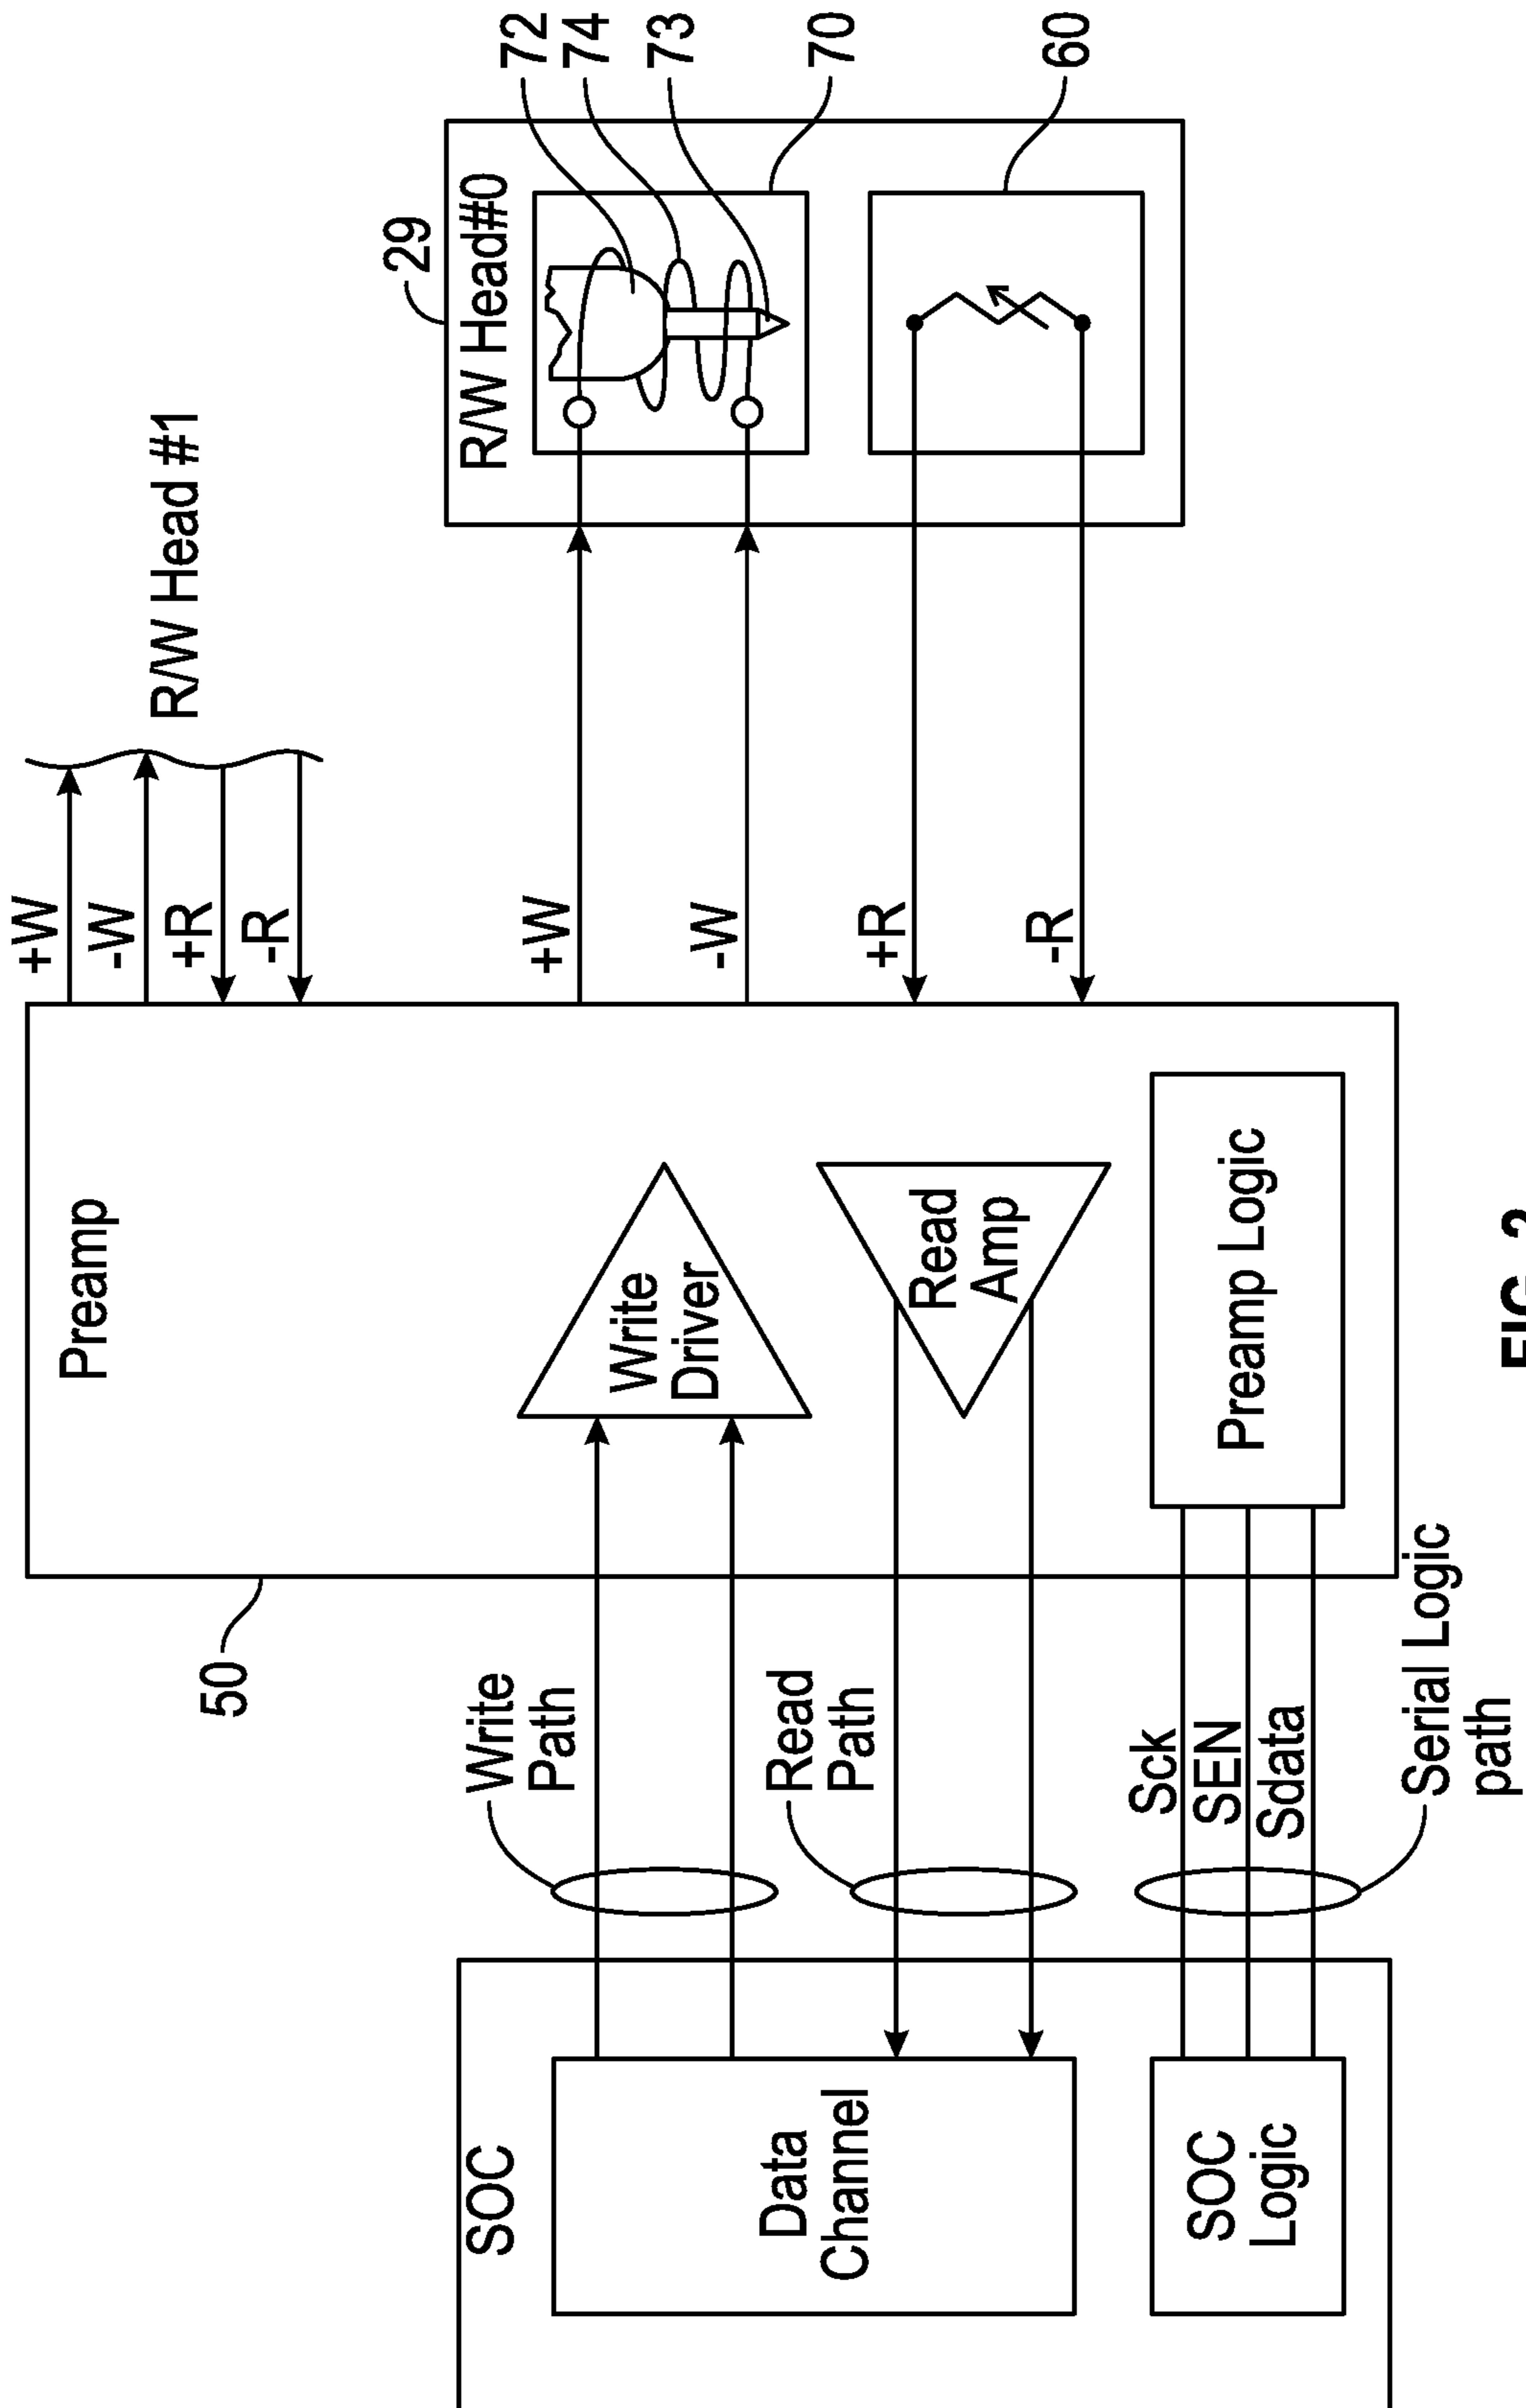 +W
-W
+R
-R
R/W Head #1
Preamp
50
29
R/W Head#0
72
74
73
70
60
SOC
Write
Path
Write
Driver
+W
-W
Data
Channel
Read
Path
Read
Amp
+R
-R
SOC
Logic
Sck
SEN
Sdata
Preamp Logic
Serial Logic
path
FIG.